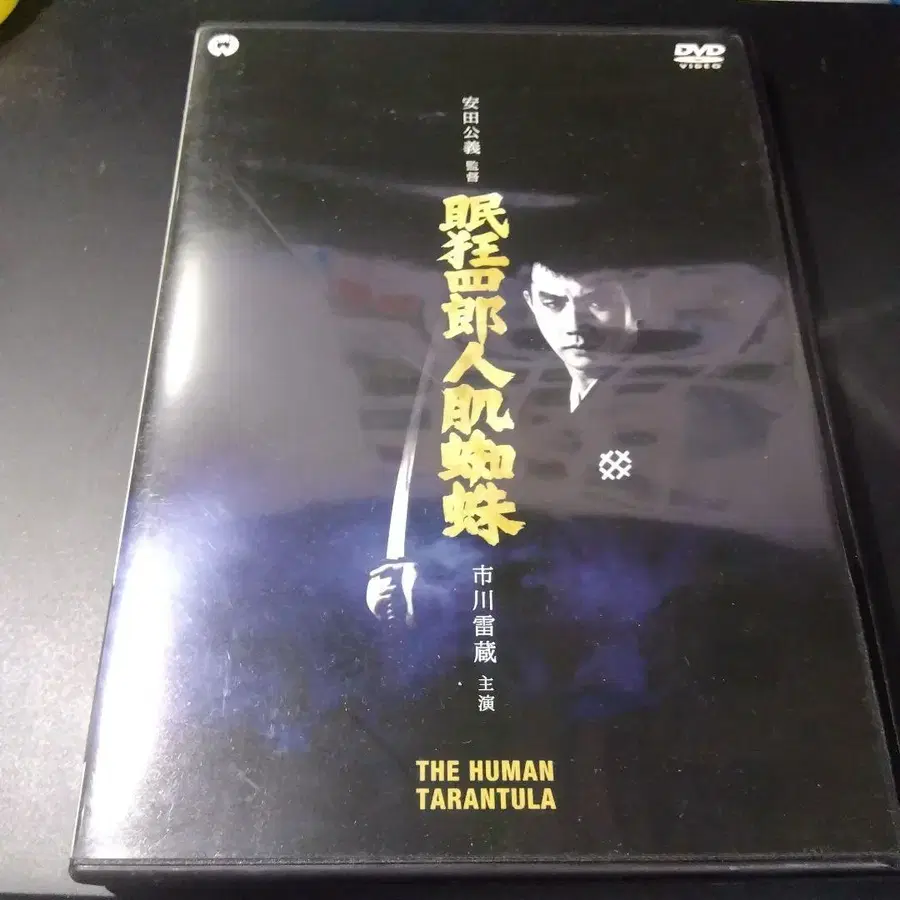 DVD
VIDEO
安田公義 監督
眠狂四郎人肌蜘蛛
市川雷蔵 主演
THE HUMAN
TARANTULA